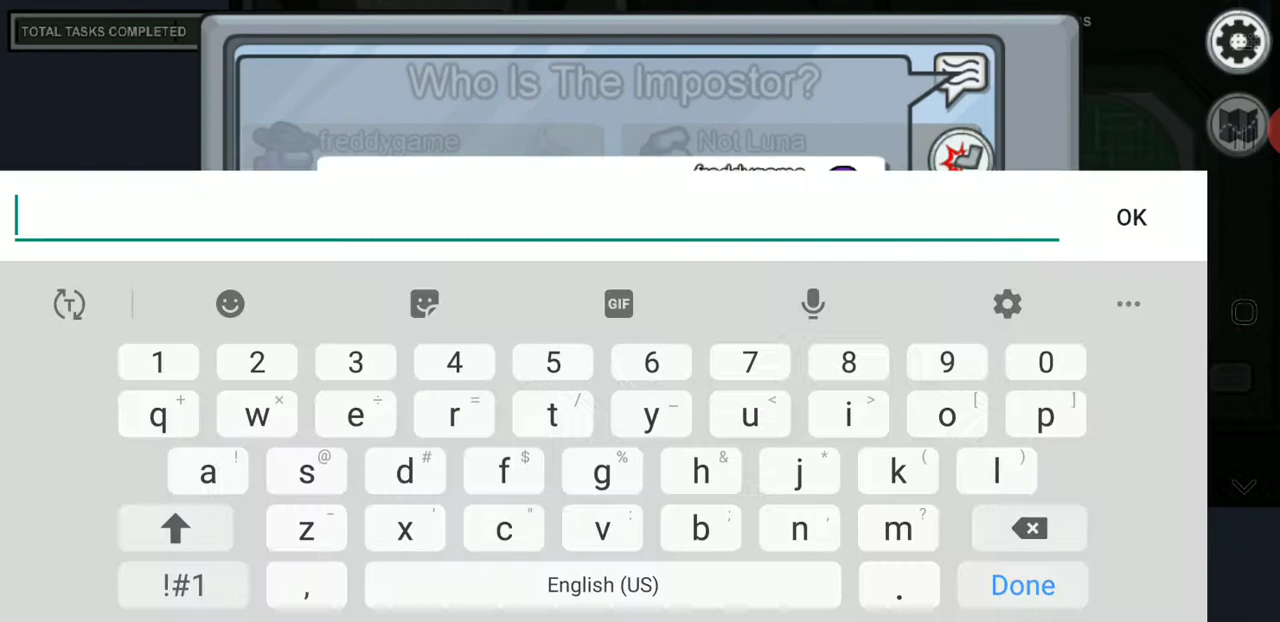 TOTAL TASKS COMPLETED
S
Who Is The Impostor?
freddygame Not Luna
freddygame
OK
GIF
1 2 3 4 5 6 7 8 9 0
q + w × e ÷ r = t / y _ u < i > o [ p ]
a ! s @ d # f $ g % h & j * k ( l )
z - x ' c " v : b ; n , m ?
!#1 , English (US) . Done